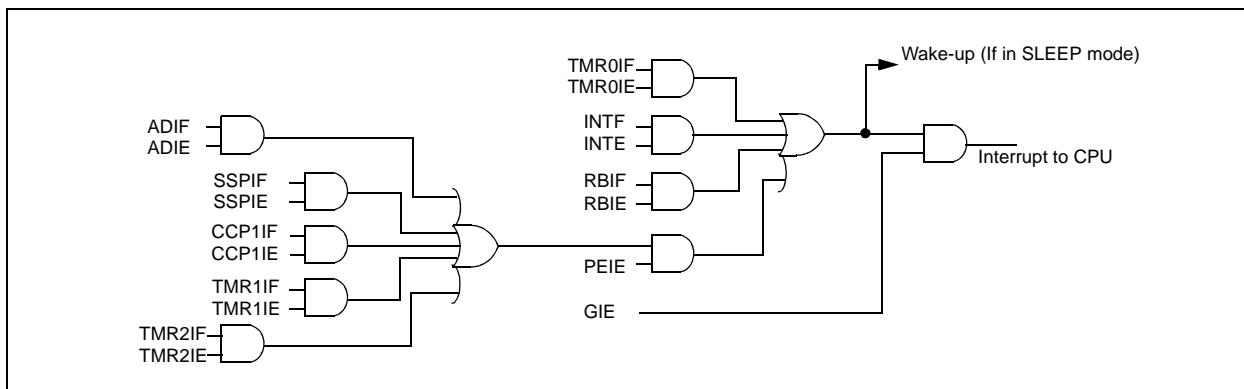 Wake-up (If in SLEEP mode)
TMR0IF
TMR0IE
INTF
INTE
RBIF
RBIE
PEIE
GIE
Interrupt to CPU
ADIF
ADIE
SSPIF
SSPIE
CCP1IF
CCP1IE
TMR1IF
TMR1IE
TMR2IF
TMR2IE